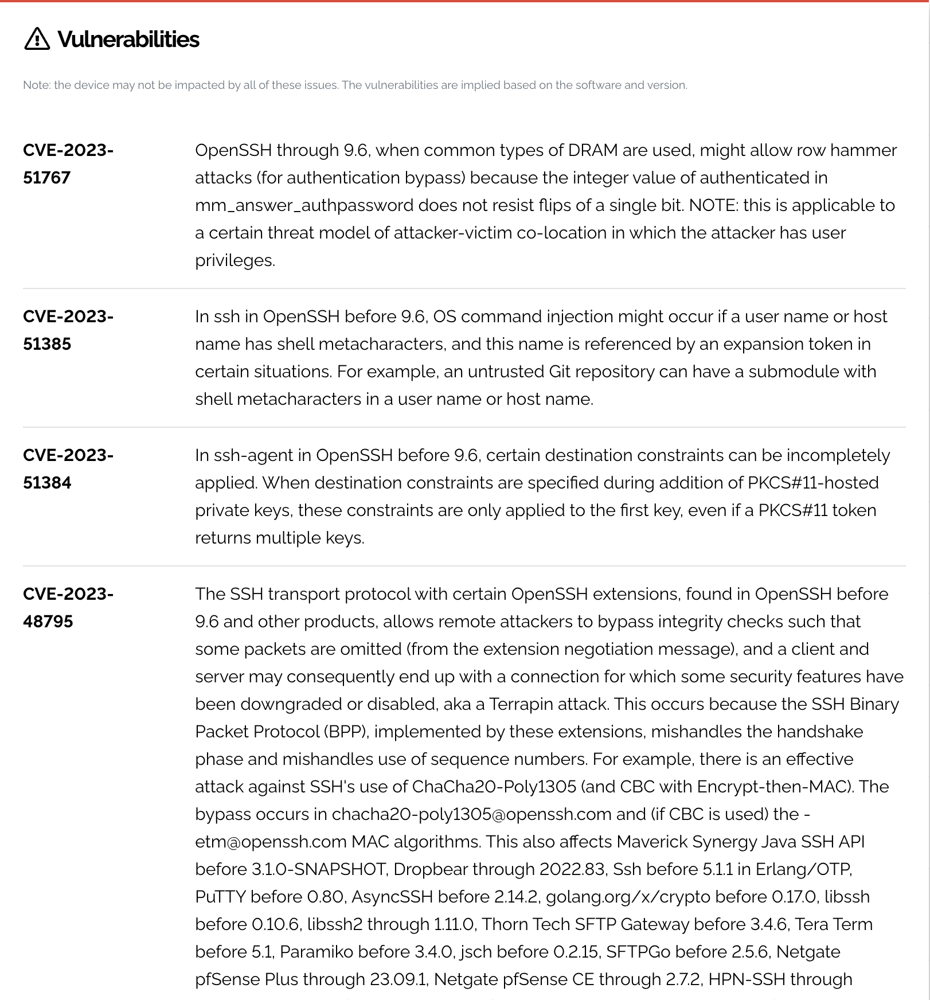 Vulnerabilities
Note: the device may not be impacted by all of these issues. The vulnerabilities are implied based on the software and version.
CVE-2023-
51767
OpenSSH through 9.6, when common types of DRAM are used, might allow row hammer
attacks (for authentication bypass) because the integer value of authenticated in
mm_answer_authpassword does not resist flips of a single bit. NOTE: this is applicable to
a certain threat model of attacker-victim co-location in which the attacker has user
privileges.
CVE-2023-
51385
In ssh in OpenSSH before 9.6, OS command injection might occur if a user name or host
name has shell metacharacters, and this name is referenced by an expansion token in
certain situations. For example, an untrusted Git repository can have a submodule with
shell metacharacters in a user name or host name.
CVE-2023-
51384
In ssh-agent in OpenSSH before 9.6, certain destination constraints can be incompletely
applied. When destination constraints are specified during addition of PKCS#11-hosted
private keys, these constraints are only applied to the first key, even if a PKCS#11 token
returns multiple keys.
CVE-2023-
48795
The SSH transport protocol with certain OpenSSH extensions, found in OpenSSH before
9.6 and other products, allows remote attackers to bypass integrity checks such that
some packets are omitted (from the extension negotiation message), and a client and
server may consequently end up with a connection for which some security features have
been downgraded or disabled, aka a Terrapin attack. This occurs because the SSH Binary
Packet Protocol (BPP), implemented by these extensions, mishandles the handshake
phase and mishandles use of sequence numbers. For example, there is an effective
attack against SSH's use of ChaCha20-Poly1305 (and CBC with Encrypt-then-MAC). The
bypass occurs in chacha20-poly1305@openssh.com and (if CBC is used) the -
etm@openssh.com MAC algorithms. This also affects Maverick Synergy Java SSH API
before 3.1.0-SNAPSHOT, Dropbear through 2022.83, Ssh before 5.1.1 in Erlang/OTP,
PuTTY before 0.80, AsyncSSH before 2.14.2, golang.org/x/crypto before 0.17.0, libssh
before 0.10.6, libssh2 through 1.11.0, Thorn Tech SFTP Gateway before 3.4.6, Tera Term
before 5.1, Paramiko before 3.4.0, jsch before 0.2.15, SFTPGo before 2.5.6, Netgate
pfSense Plus through 23.09.1, Netgate pfSense CE through 2.7.2, HPN-SSH through